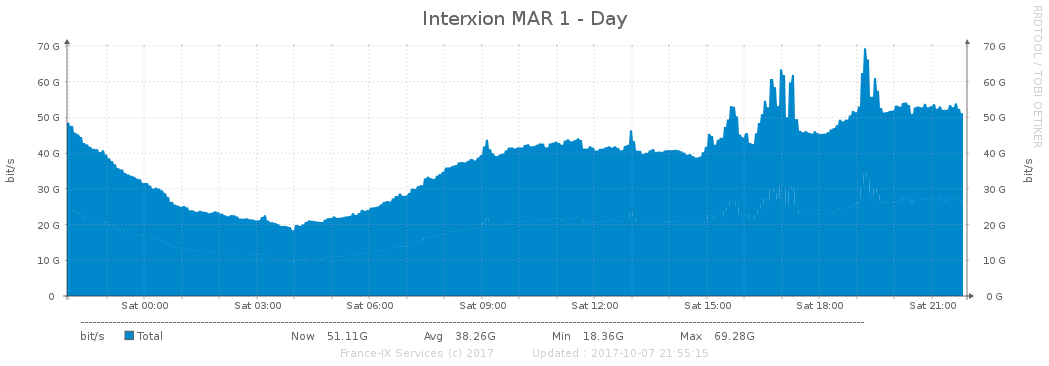 Interxion MAR 1 - Day
RRDTOOL / TOBI OETIKER
bit/s
70 G 70 G
60 G 60 G
50 G 50 G
40 G 40 G
30 G 30 G
20 G 20 G
10 G 10 G
0 0 G
bit/s
Sat 00:00 Sat 03:00 Sat 06:00 Sat 09:00 Sat 12:00 Sat 15:00 Sat 18:00 Sat 21:00
bit/s Total Now 51.11G Avg 38.26G Min 18.36G Max 69.28G
France-IX Services (c) 2017 Updated : 2017-10-07 21:55:15